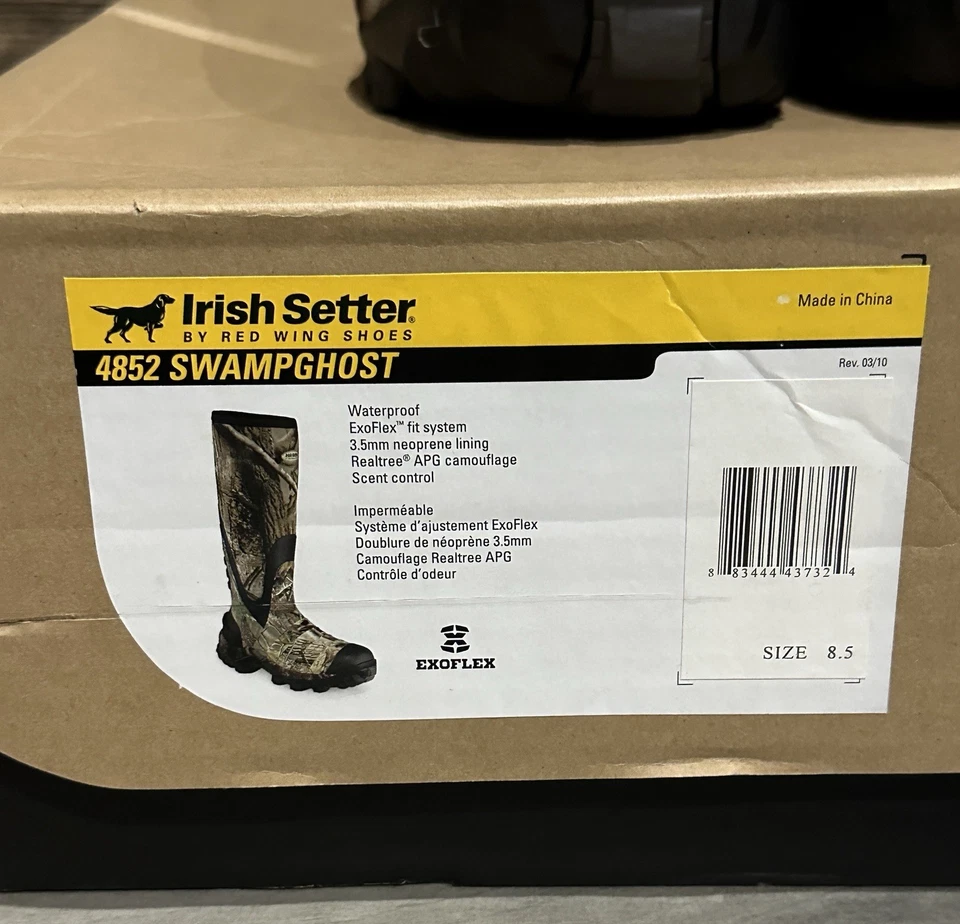 Irish Setter®
BY RED WING SHOES
Made in China
4852 SWAMPGHOST
Rev. 03/10
Waterproof
ExoFlex™ fit system
3.5mm neoprene lining
Realtree® APG camouflage
Scent control
Imperméable
Système d'ajustement ExoFlex
Doublure de néoprène 3.5mm
Camouflage Realtree APG
Contrôle d'odeur
EXOFLEX
8 83444 43732 4
SIZE 8.5